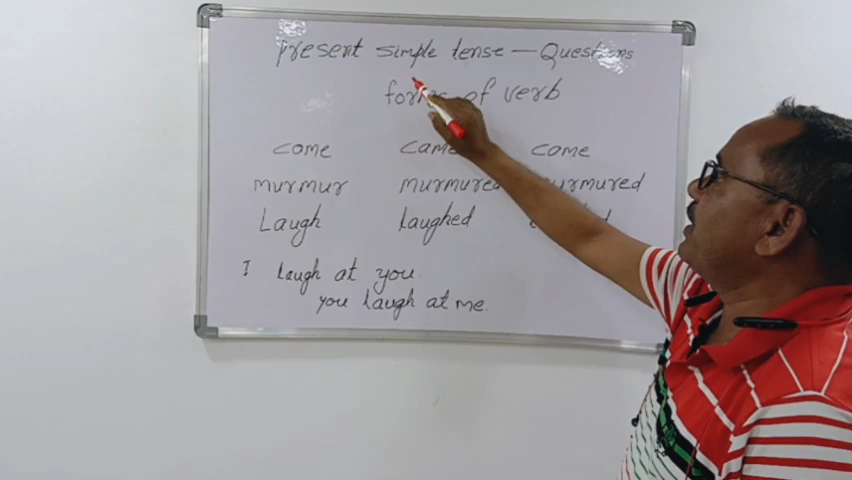 Present simple tense — Questions
of verb
come came come
murmur murmured murmured
Laugh laughed
I laugh at you.
you laugh at me.